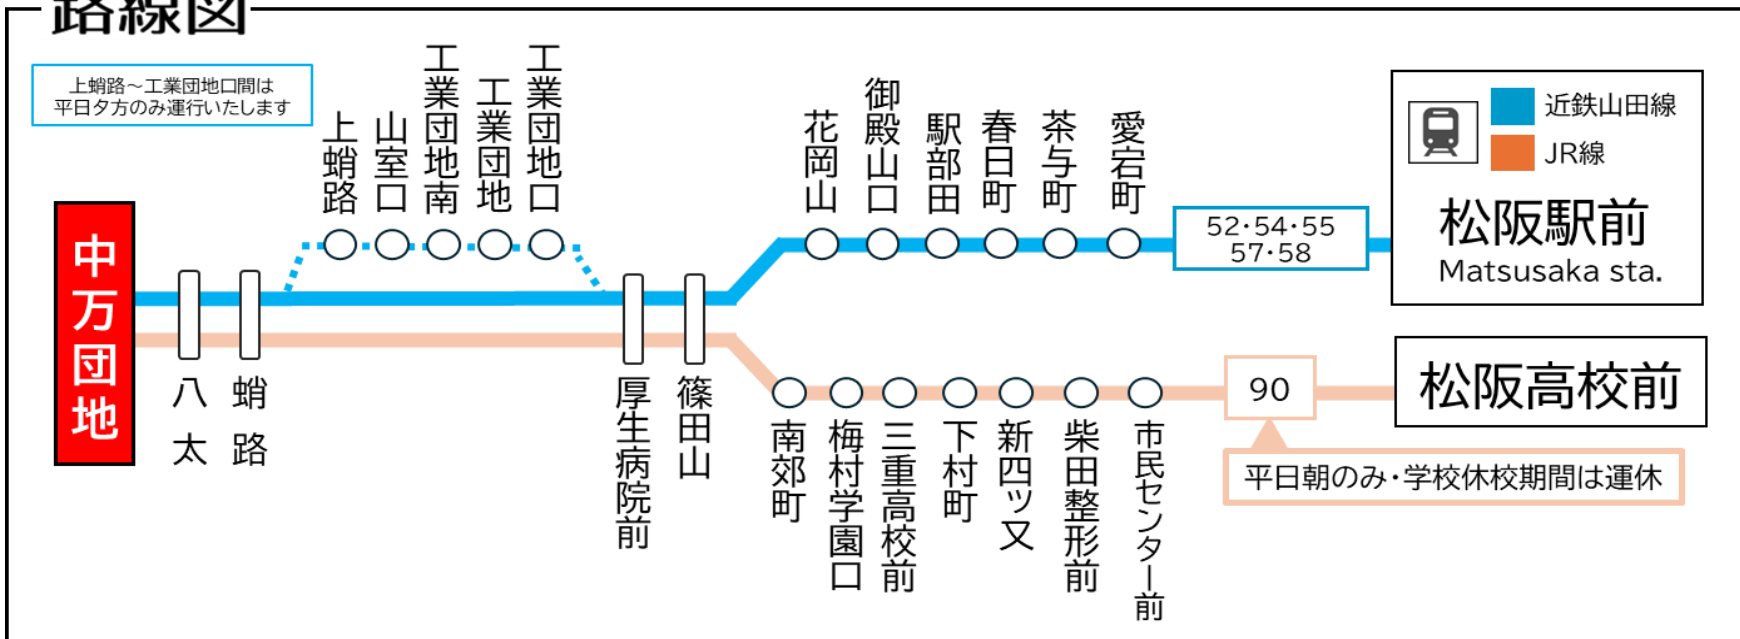 路線図
上蛸路～工業団地口間は
平日夕方のみ運行いたします
中万団地
八太
蛸路
上蛸路
山室口
工業団地南
工業団地
工業団地口
厚生病院前
篠田山
花岡山
御殿山口
駅部田
春日町
茶与町
愛宕町
52・54・55
57・58
近鉄山田線
JR線
松阪駅前
Matsusaka sta.
南郊町
梅村学園口
三重高校前
下村町
新四ツ又
柴田整形前
市民センター前
90
松阪高校前
平日朝のみ・学校休校期間は運休